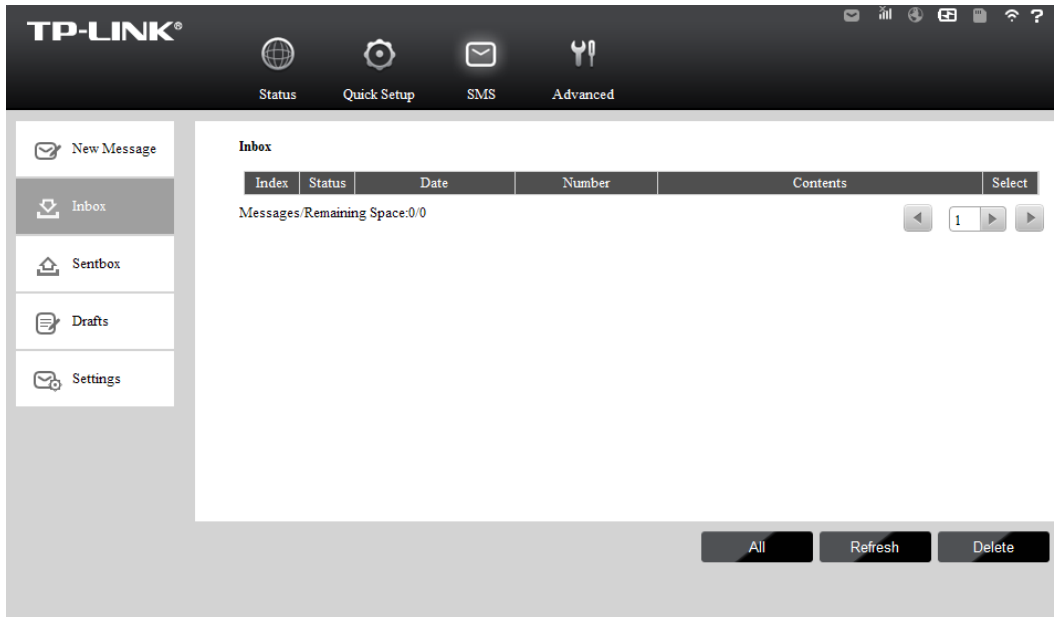 TP-LINK®
?
Status Quick Setup SMS Advanced
New Message
Inbox
Sentbox
Drafts
Settings
Inbox
Index Status Date Number Contents Select
Messages/Remaining Space:0/0
1
All Refresh Delete